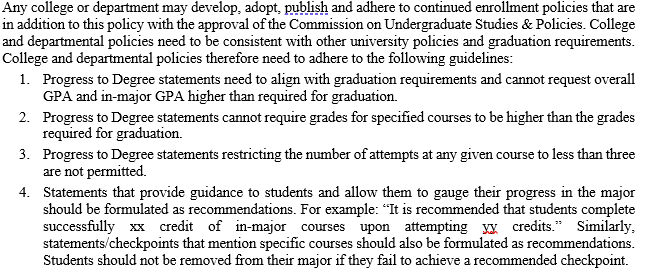 Any college or department may develop, adopt, publish and adhere to continued enrollment policies that are
in addition to this policy with the approval of the Commission on Undergraduate Studies & Policies. College
and departmental policies need to be consistent with other university policies and graduation requirements.
College and departmental policies therefore need to adhere to the following guidelines:
1. Progress to Degree statements need to align with graduation requirements and cannot request overall
GPA and in-major GPA higher than required for graduation.
2. Progress to Degree statements cannot require grades for specified courses to be higher than the grades
required for graduation.
3. Progress to Degree statements restricting the number of attempts at any given course to less than three
are not permitted.
4. Statements that provide guidance to students and allow them to gauge their progress in the major
should be formulated as recommendations. For example: “It is recommended that students complete
successfully xx credit of in-major courses upon attempting yy credits.” Similarly,
statements/checkpoints that mention specific courses should also be formulated as recommendations.
Students should not be removed from their major if they fail to achieve a recommended checkpoint.